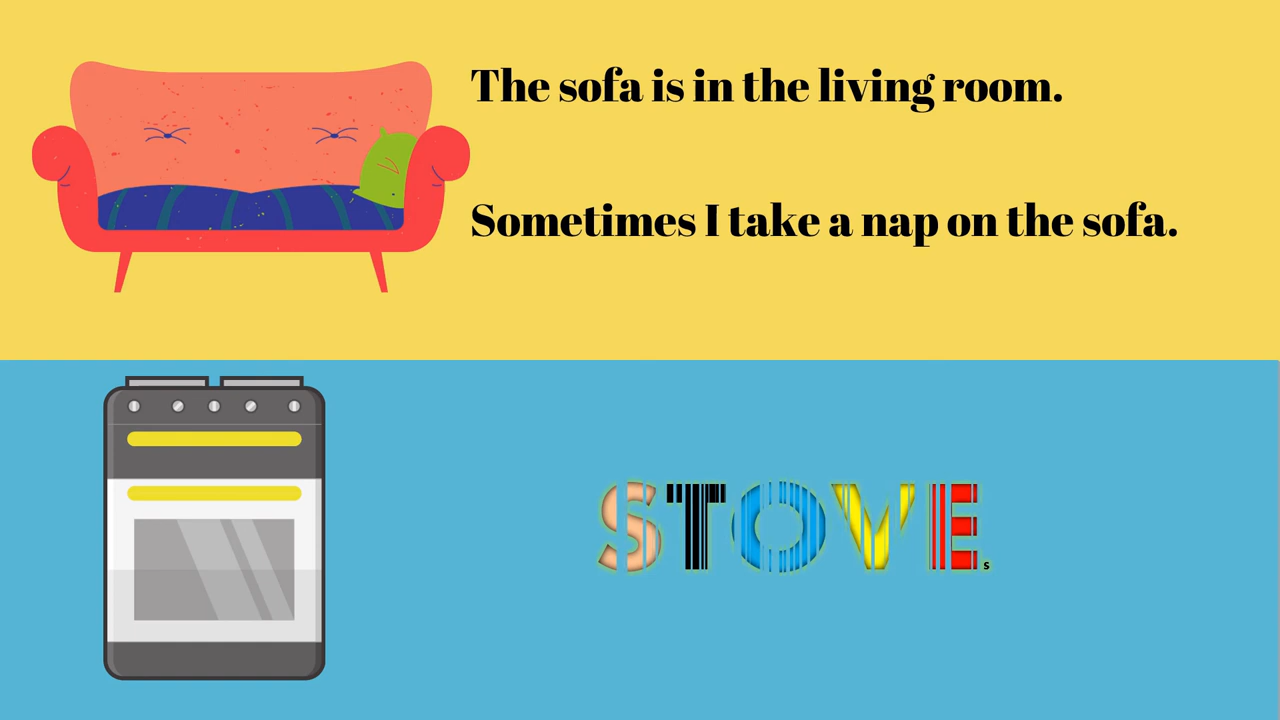 The sofa is in the living room.
Sometimes I take a nap on the sofa.
STOVE
s